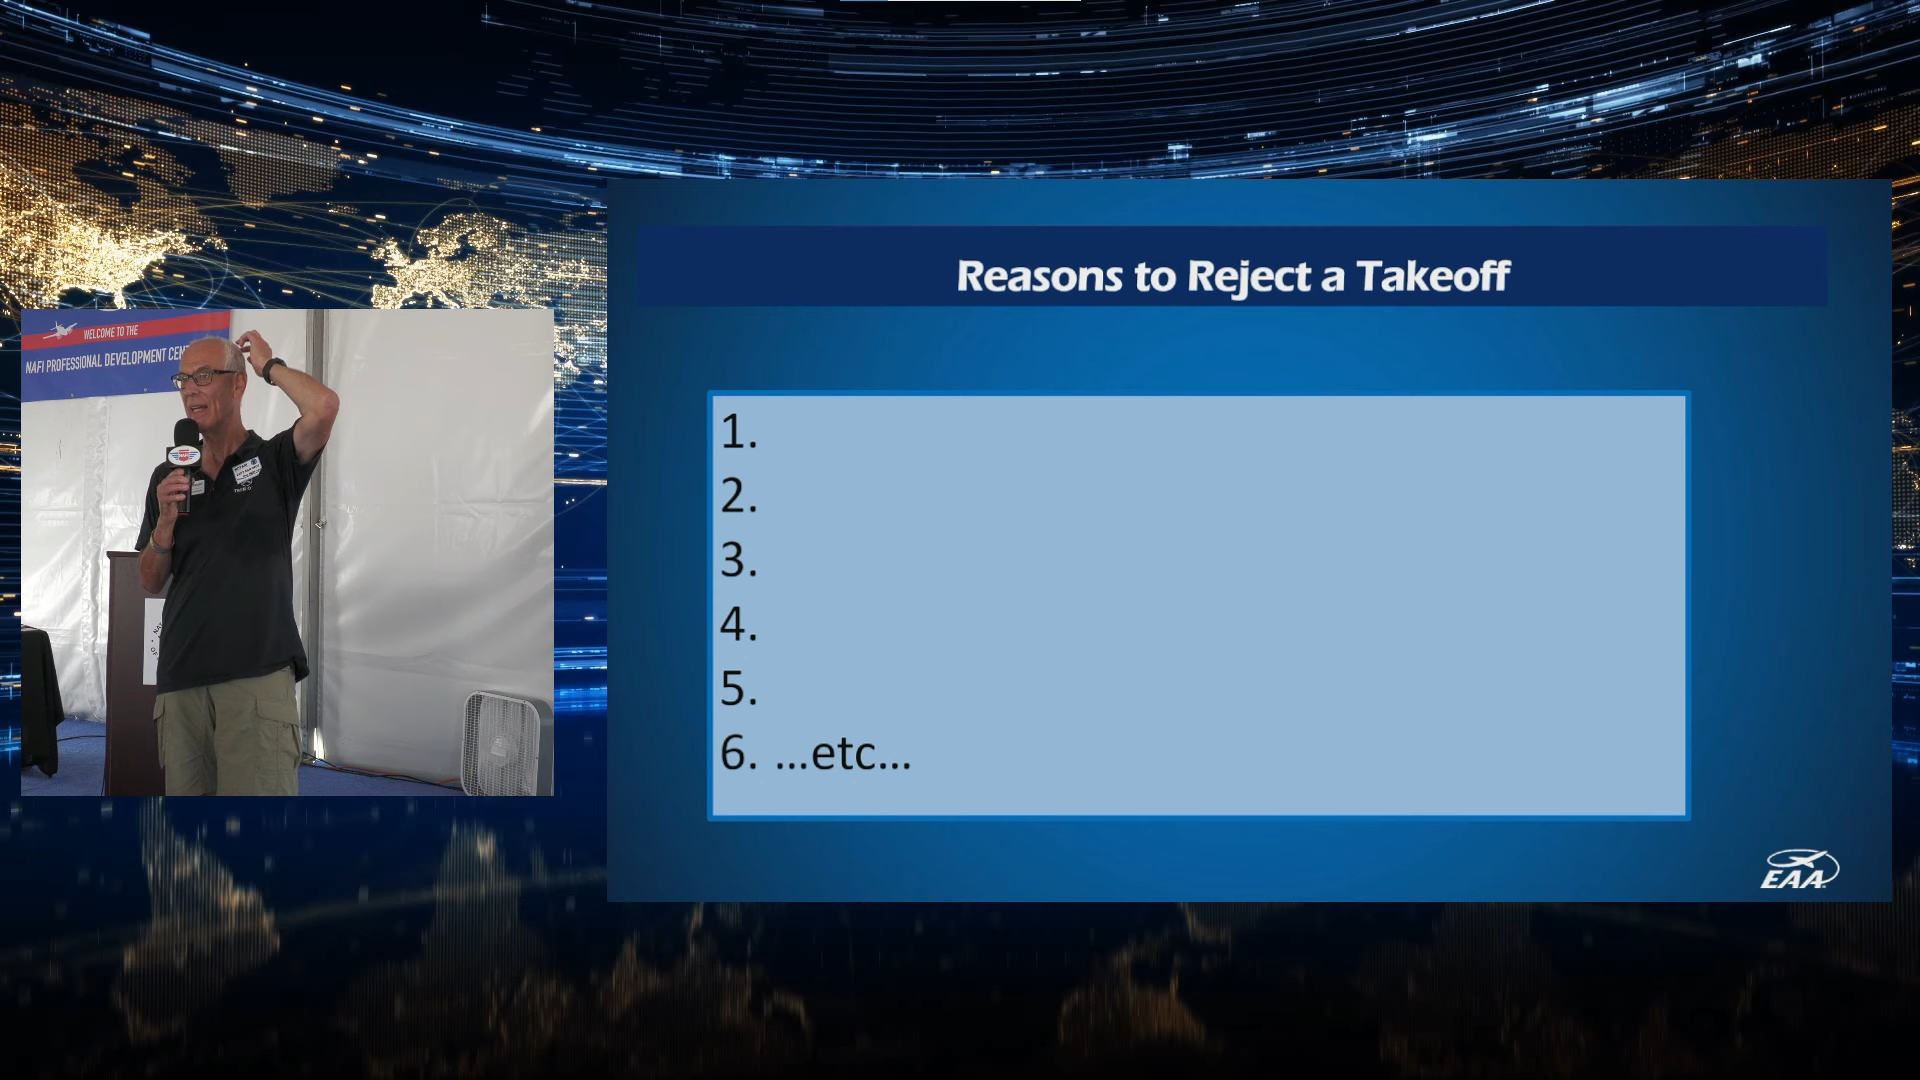 WELCOME TO THE
NAFI PROFESSIONAL DEVELOPMENT CEN
Reasons to Reject a Takeoff
1.
2.
3.
4.
5.
6. ...etc...
EAA